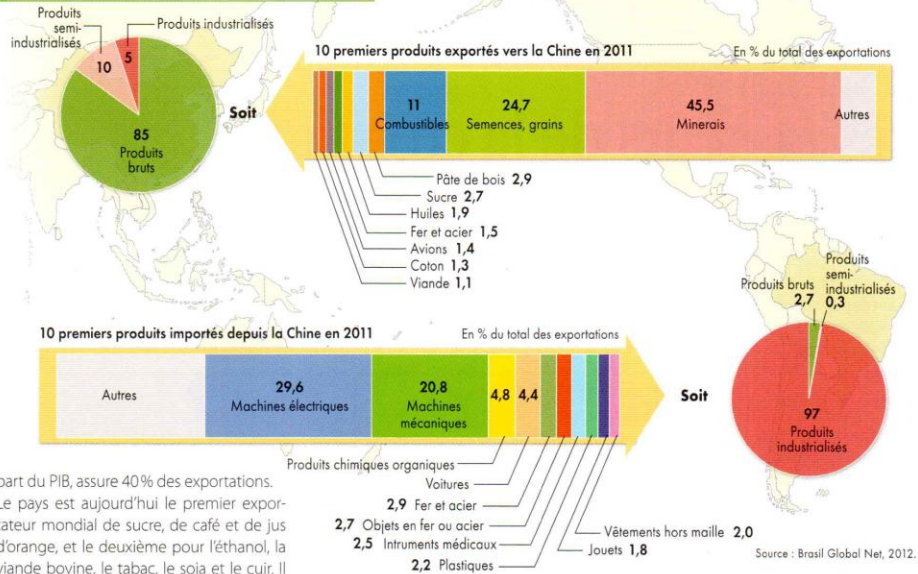 Produits
semi-
industrialisés
Produits industrialisés
10
5
85
Produits
bruts
Soit
10 premiers produits exportés vers la Chine en 2011
En % du total des exportations
11
Combustibles
24,7
Semences, grains
45,5
Minerais
Autres
Pâte de bois 2,9
Sucre 2,7
Huiles 1,9
Fer et acier 1,5
Avions 1,4
Coton 1,3
Viande 1,1
10 premiers produits importés depuis la Chine en 2011
En % du total des exportations
Autres
29,6
Machines électriques
20,8
Machines
mécaniques
4,8
4,4
Soit
Produits bruts
2,7
Produits
semi-
industrialisés
0,3
97
Produits
industrialisés
Produits chimiques organiques
Voitures
2,9 Fer et acier
2,7 Objets en fer ou acier
2,5 Intruments médicaux
2,2 Plastiques
Vêtements hors maille 2,0
Jouets 1,8
Source : Brasil Global Net, 2012.
part du PIB, assure 40 % des exportations.
Le pays est aujourd'hui le premier expor-
tateur mondial de sucre, de café et de jus
d'orange, et le deuxième pour l'éthanol, la
viande bovine, le tabac, le soja et le cuir. Il